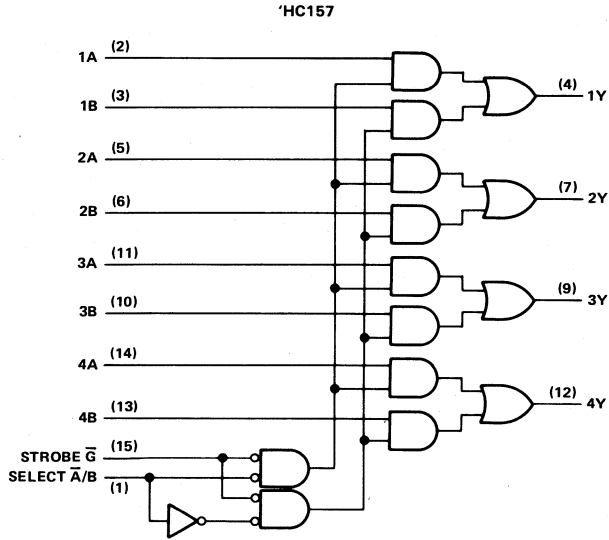 'HC157
1A (2)
(4) 1Y
1B (3)
2A (5)
(7) 2Y
2B (6)
3A (11)
(9) 3Y
3B (10)
4A (14)
(12) 4Y
4B (13)
STROBE G̅ (15)
SELECT A̅/B (1)